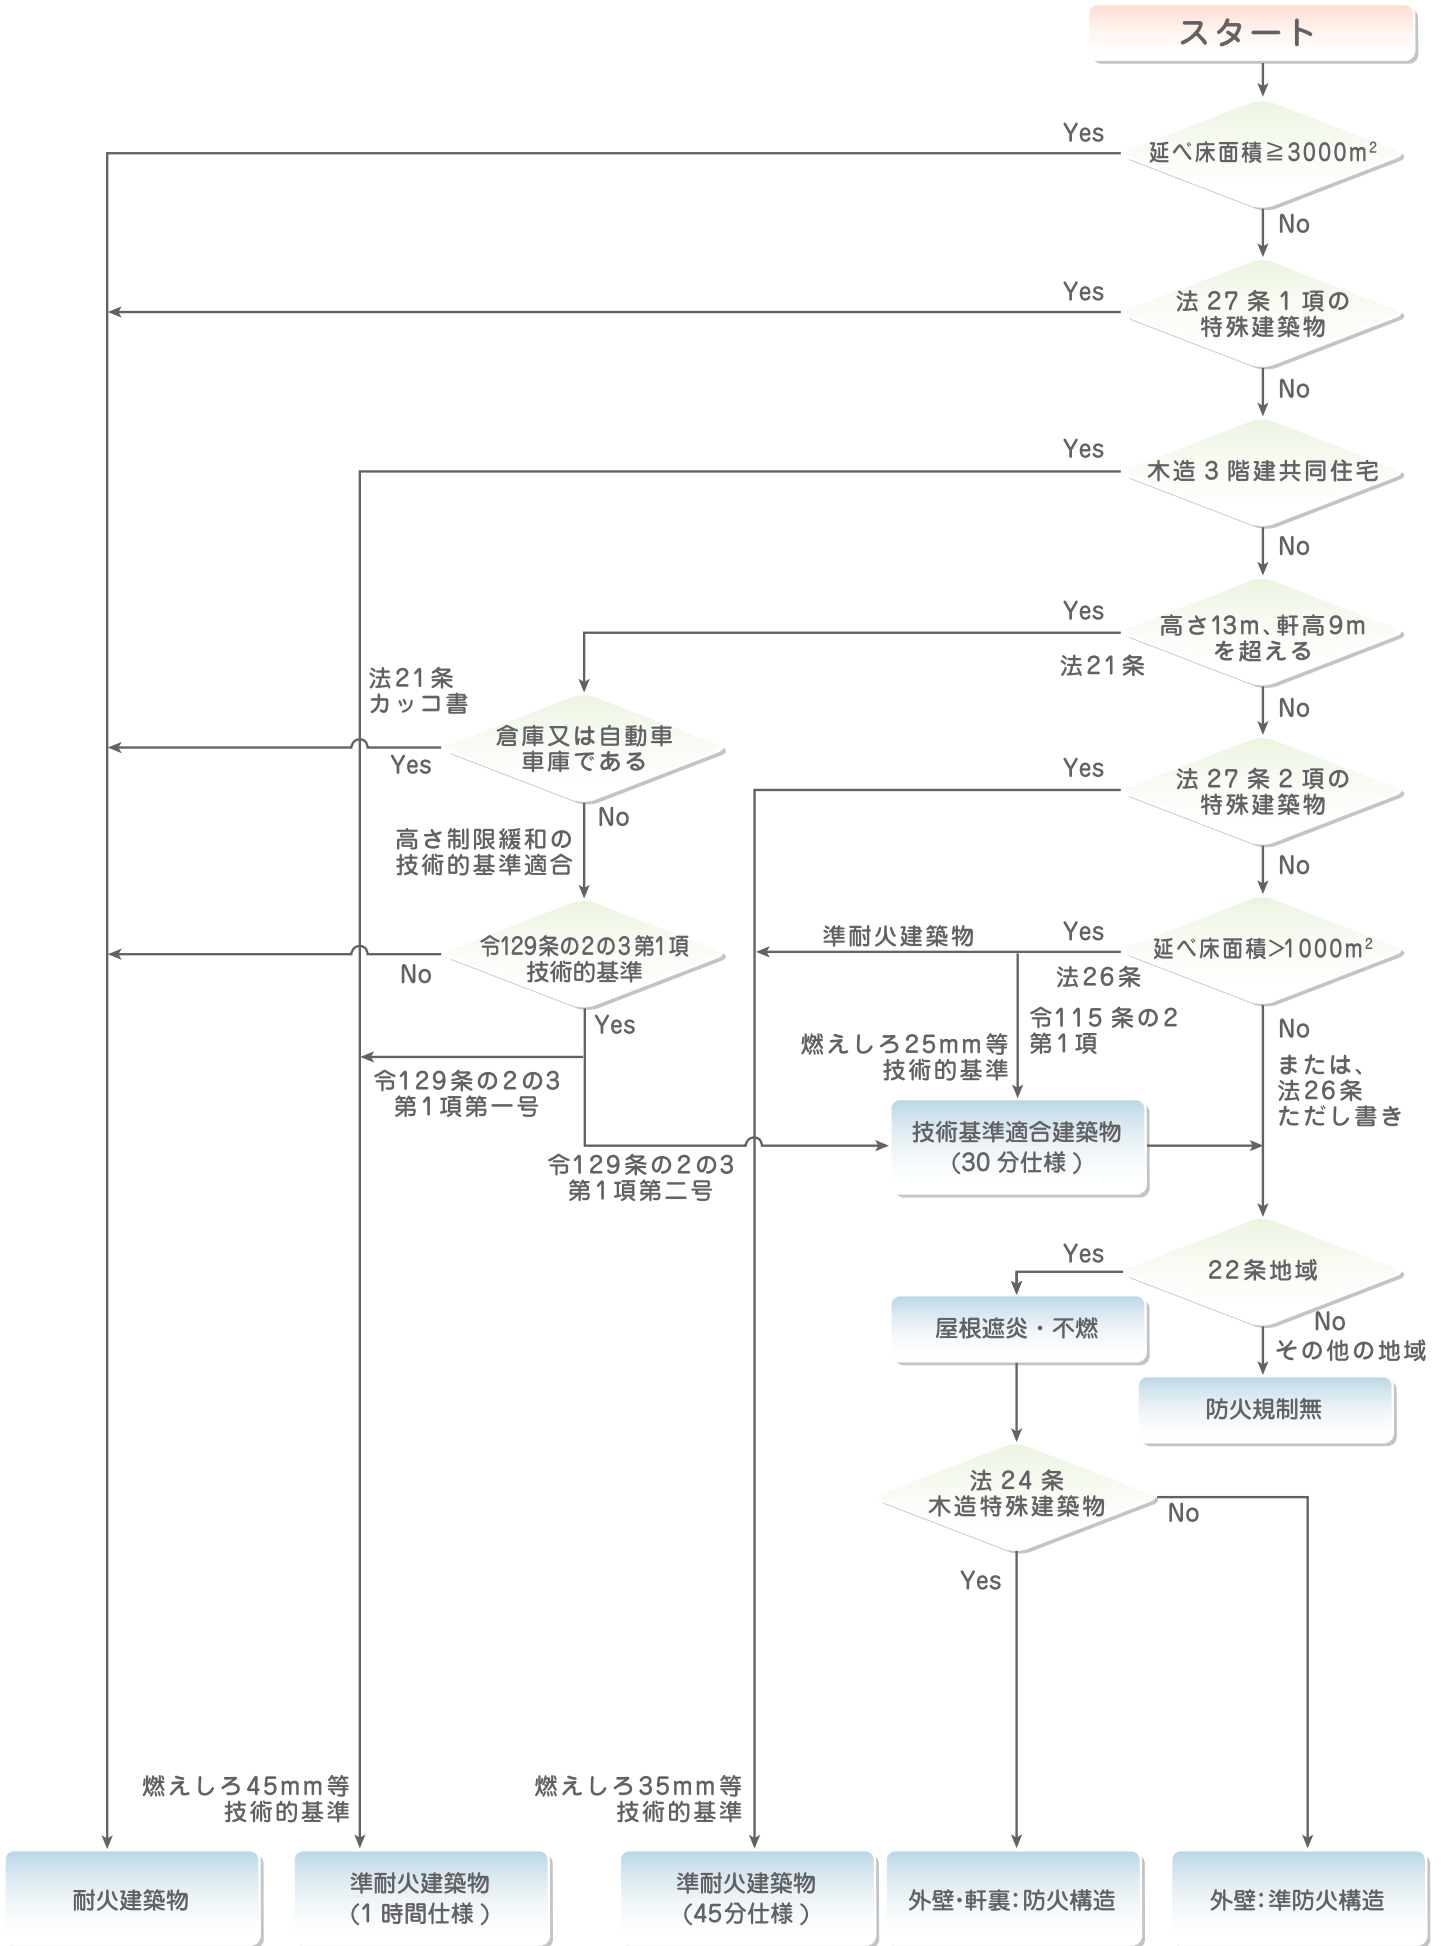 スタート
Yes
延べ床面積≧3000m²
No
Yes
法 27 条 1 項の
特殊建築物
No
Yes
木造 3 階建共同住宅
No
Yes
高さ13m、軒高9m
を超える
法21条
No
法21条
カッコ書
倉庫又は自動車
車庫である
Yes
No
Yes
法 27 条 2 項の
特殊建築物
No
高さ制限緩和の
技術的基準適合
令129条の2の3第1項
技術的基準
No
Yes
準耐火建築物
Yes
延べ床面積>1000m²
法26条
No
または、
法26条
ただし書き
令115 条の2
第1項
燃えしろ25mm等
技術的基準
令129条の2の3
第1項第一号
技術基準適合建築物
(30 分仕様 )
令129条の2の3
第1項第二号
Yes
22条地域
No
その他の地域
屋根遮炎・不燃
防火規制無
法 24 条
木造特殊建築物
No
Yes
燃えしろ45mm等
技術的基準
燃えしろ35mm等
技術的基準
耐火建築物
準耐火建築物
(1 時間仕様 )
準耐火建築物
(45分仕様 )
外壁・軒裏：防火構造
外壁：準防火構造